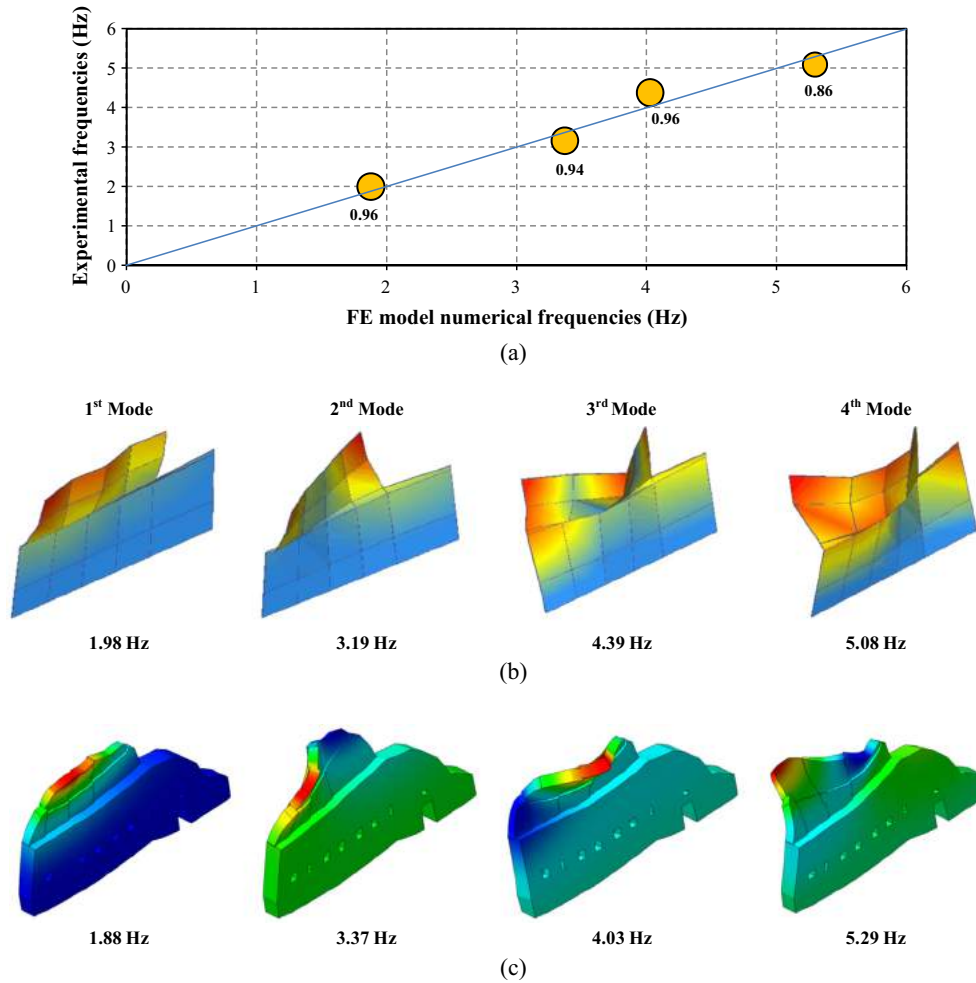 Experimental frequencies (Hz)
6
5
4
3
2
1
0
0.96
0.94
0.96
0.86
0 1 2 3 4 5 6
FE model numerical frequencies (Hz)
(a)
1st Mode 2nd Mode 3rd Mode 4th Mode
1.98 Hz 3.19 Hz 4.39 Hz 5.08 Hz
(b)
1.88 Hz 3.37 Hz 4.03 Hz 5.29 Hz
(c)